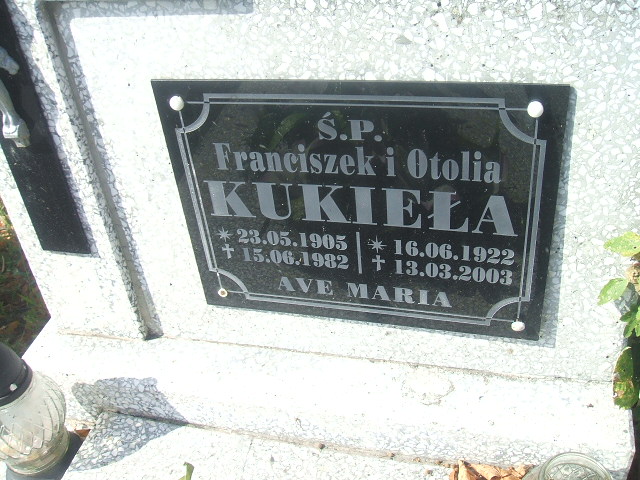 Ś.P.
Franciszek i Otolia
KUKIEŁA
* 23.05.1905 | * 16.06.1922
✝ 15.06.1982 | ✝ 13.03.2003
AVE MARIA